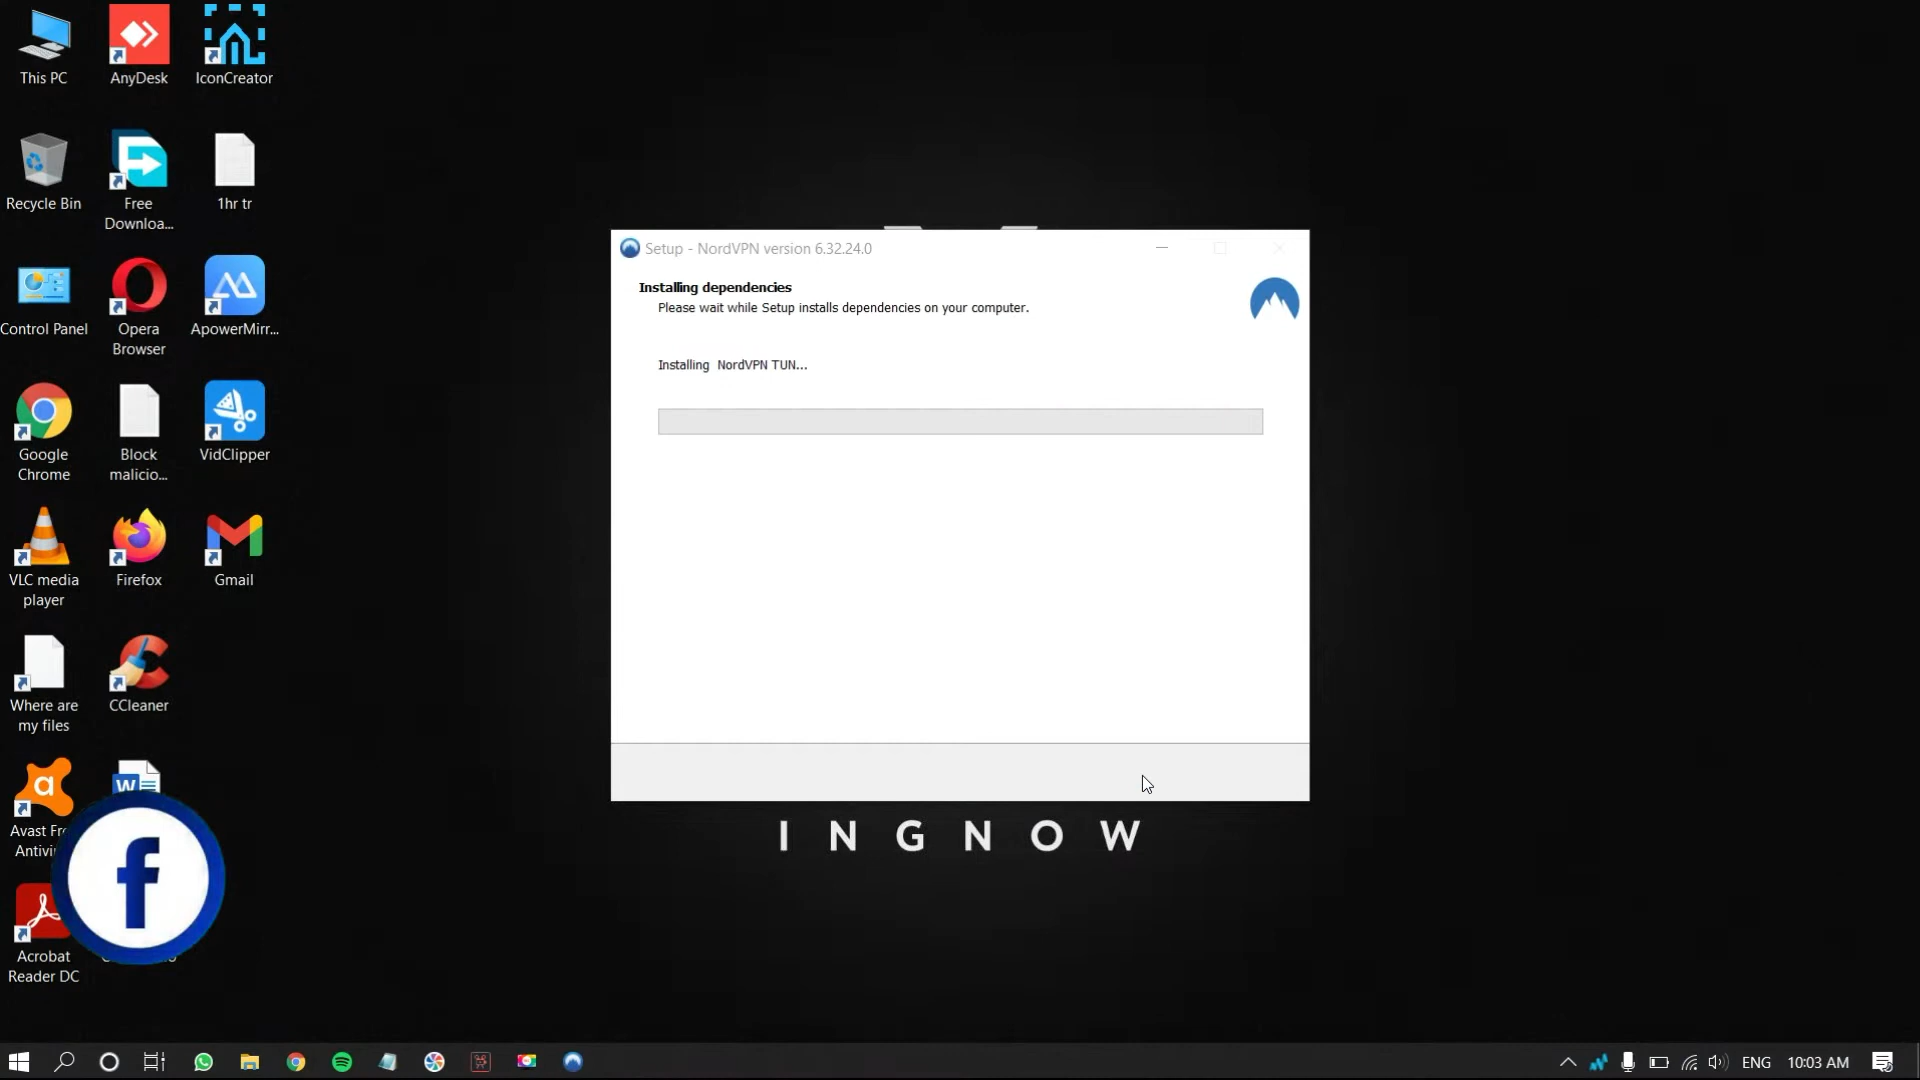 This PC
AnyDesk
IconCreator
Recycle Bin
Free
Downloa...
1hr tr
Control Panel
Opera
Browser
ApowerMirr...
Google
Chrome
Block
malicio...
VidClipper
VLC media
player
Firefox
Gmail
Where are
my files
CCleaner
Avast
Acrobat
Reader DC
Setup - NordVPN version 6.32.24.0
Installing dependencies
Please wait while Setup installs dependencies on your computer.
Installing NordVPN TUN...
INGNOW
ENG
10:03 AM